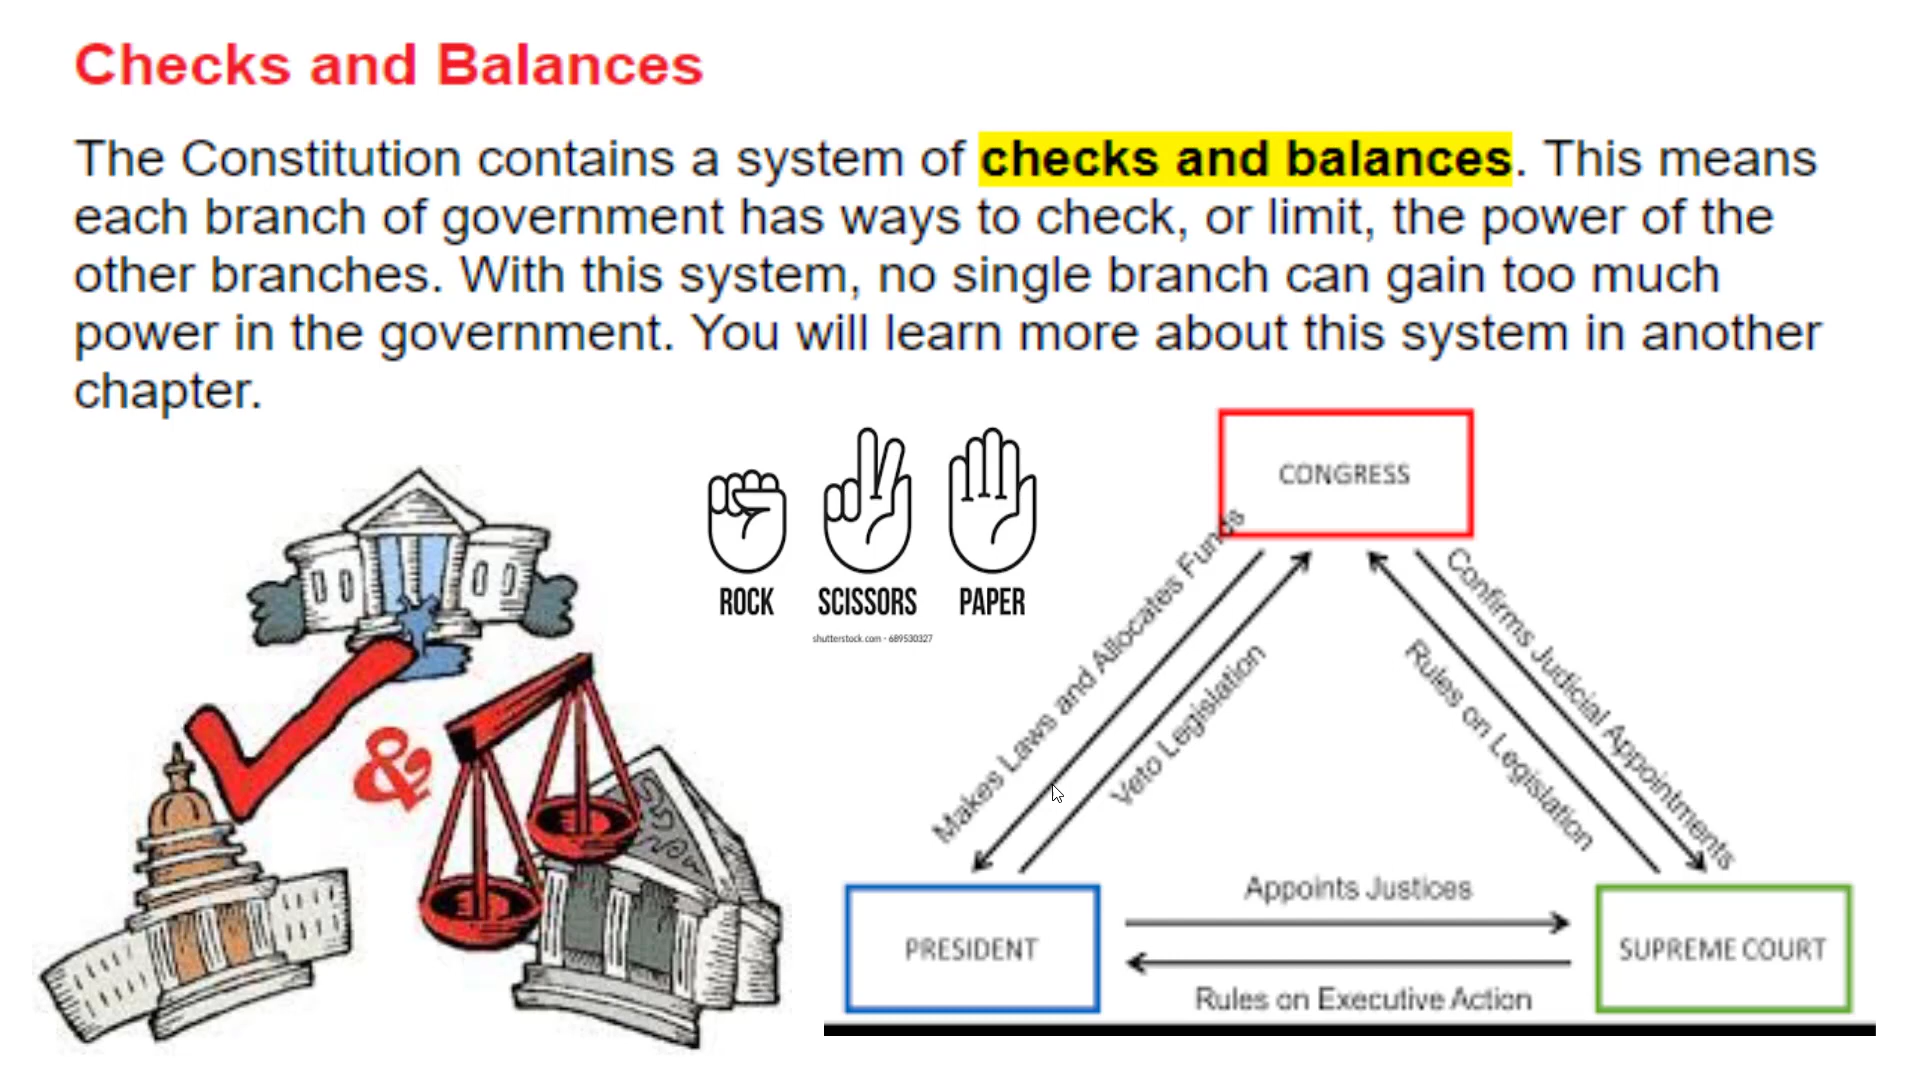 Checks and Balances
The Constitution contains a system of checks and balances. This means
each branch of government has ways to check, or limit, the power of the
other branches. With this system, no single branch can gain too much
power in the government. You will learn more about this system in another
chapter.
&
ROCK SCISSORS PAPER
shutterstock.com · 689530327
CONGRESS
Makes Laws and Allocates Funds
Veto Legislation
Rules on Legislation
Confirms Judicial Appointments
Appoints Justices
PRESIDENT
SUPREME COURT
Rules on Executive Action